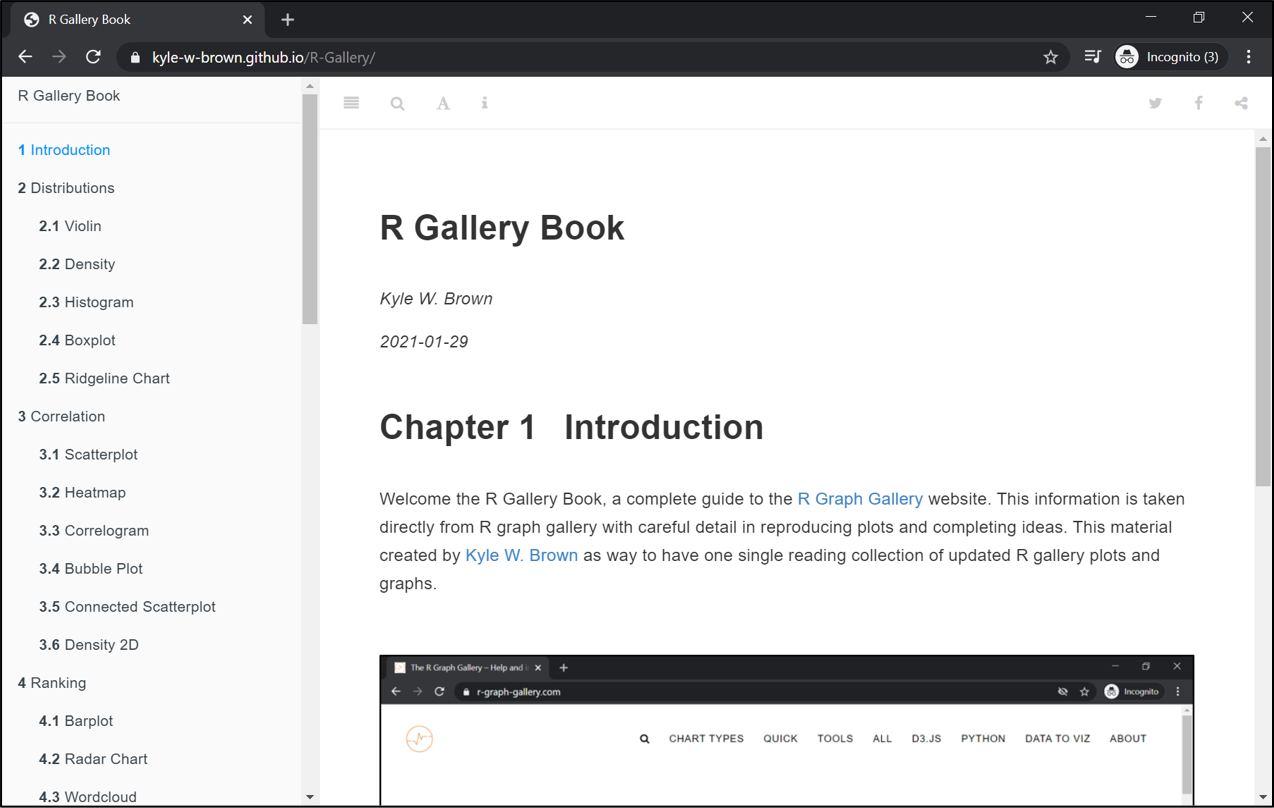 R Gallery Book
kyle-w-brown.github.io/R-Gallery/
Incognito (3)
R Gallery Book
1 Introduction
2 Distributions
2.1 Violin
2.2 Density
2.3 Histogram
2.4 Boxplot
2.5 Ridgeline Chart
3 Correlation
3.1 Scatterplot
3.2 Heatmap
3.3 Correlogram
3.4 Bubble Plot
3.5 Connected Scatterplot
3.6 Density 2D
4 Ranking
4.1 Barplot
4.2 Radar Chart
4.3 Wordcloud
R Gallery Book
Kyle W. Brown
2021-01-29
Chapter 1 Introduction
Welcome the R Gallery Book, a complete guide to the R Graph Gallery website. This information is taken
directly from R graph gallery with careful detail in reproducing plots and completing ideas. This material
created by Kyle W. Brown as way to have one single reading collection of updated R gallery plots and
graphs.
The R Graph Gallery – Help and i
r-graph-gallery.com
Incognito
CHART TYPES QUICK TOOLS ALL D3.JS PYTHON DATA TO VIZ ABOUT